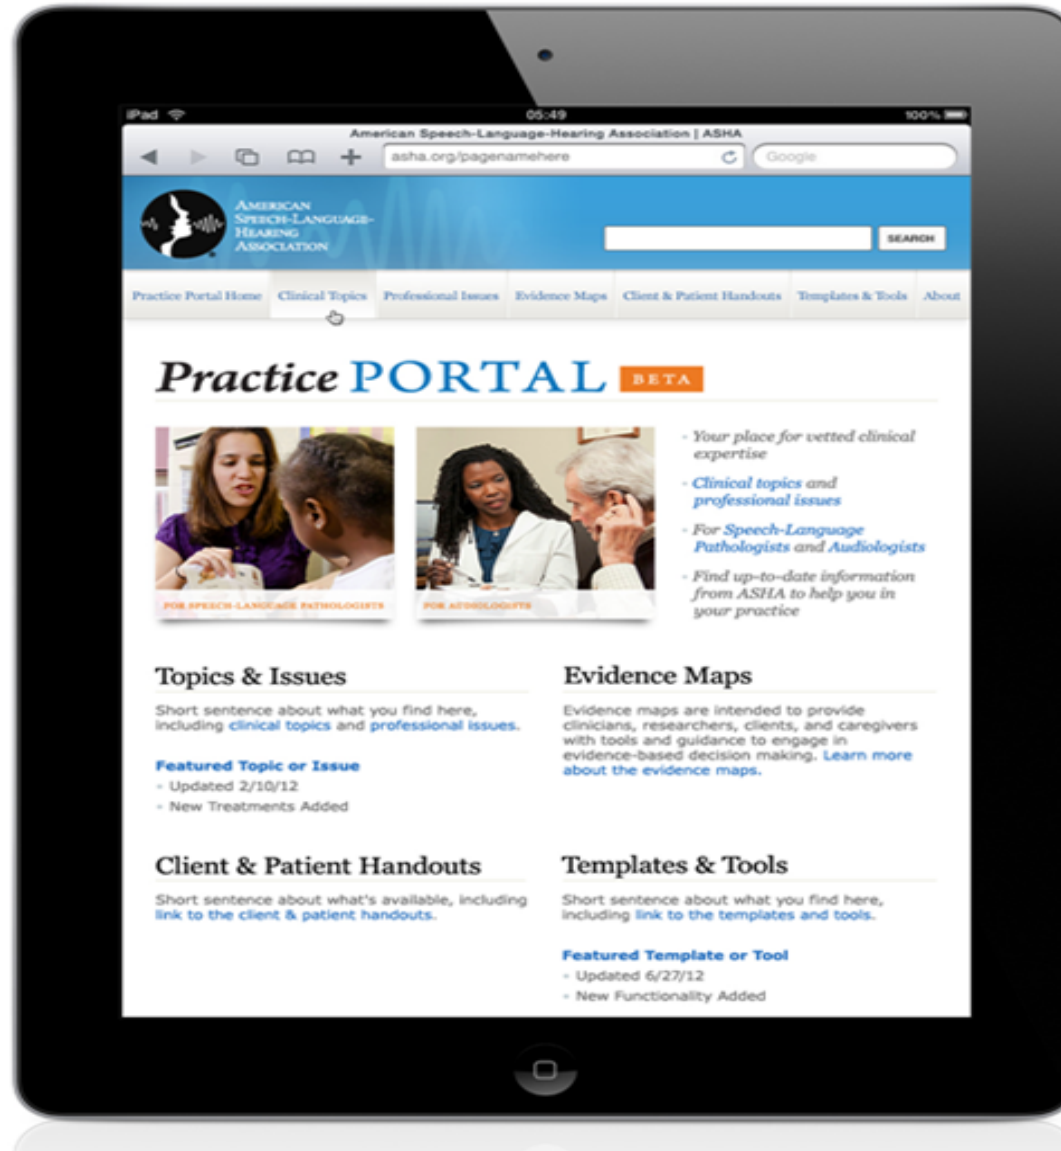 iPad
05:49
100%
American Speech-Language-Hearing Association | ASHA
asha.org/pagenamehere
Google
AMERICAN
SPEECH-LANGUAGE-
HEARING
ASSOCIATION
SEARCH
Practice Portal Home Clinical Topics Professional Issues Evidence Maps Client & Patient Handouts Templates & Tools About
Practice PORTAL BETA
FOR SPEECH-LANGUAGE PATHOLOGISTS
FOR AUDIOLOGISTS
- Your place for vetted clinical
expertise
- Clinical topics and
professional issues
- For Speech-Language
Pathologists and Audiologists
- Find up-to-date information
from ASHA to help you in
your practice
Topics & Issues
Short sentence about what you find here,
including clinical topics and professional issues.
Featured Topic or Issue
- Updated 2/10/12
- New Treatments Added
Evidence Maps
Evidence maps are intended to provide
clinicians, researchers, clients, and caregivers
with tools and guidance to engage in
evidence-based decision making. Learn more
about the evidence maps.
Client & Patient Handouts
Short sentence about what's available, including
link to the client & patient handouts.
Templates & Tools
Short sentence about what you find here,
including link to the templates and tools.
Featured Template or Tool
- Updated 6/27/12
- New Functionality Added